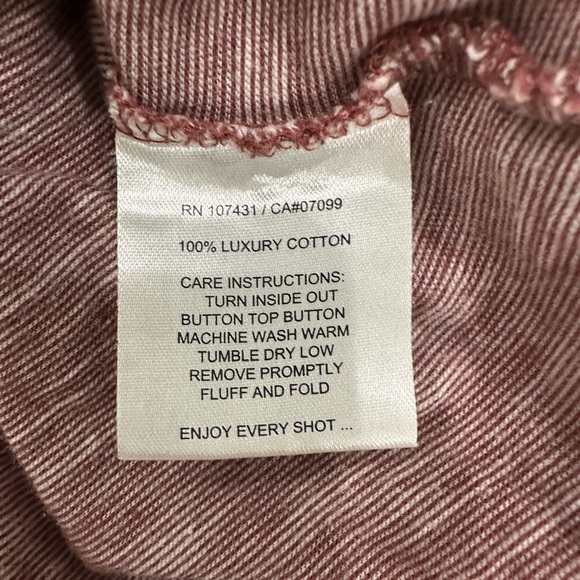 RN 107431 / CA#07099
100% LUXURY COTTON
CARE INSTRUCTIONS:
TURN INSIDE OUT
BUTTON TOP BUTTON
MACHINE WASH WARM
TUMBLE DRY LOW
REMOVE PROMPTLY
FLUFF AND FOLD
ENJOY EVERY SHOT ...